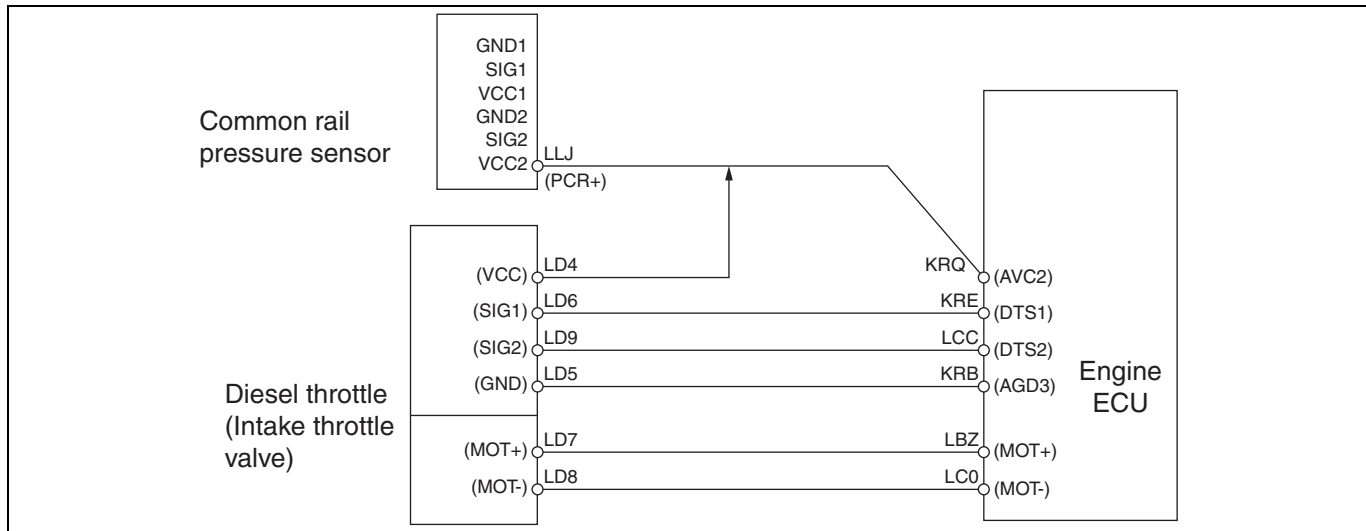 GND1
SIG1
VCC1
GND2
SIG2
VCC2
LLJ
(PCR+)
Common rail
pressure sensor
(VCC)
LD4
KRQ
(AVC2)
(SIG1)
LD6
KRE
(DTS1)
(SIG2)
LD9
LCC
(DTS2)
(GND)
LD5
KRB
(AGD3)
Diesel throttle
(Intake throttle
valve)
(MOT+)
LD7
LBZ
(MOT+)
(MOT-)
LD8
LC0
(MOT-)
Engine
ECU